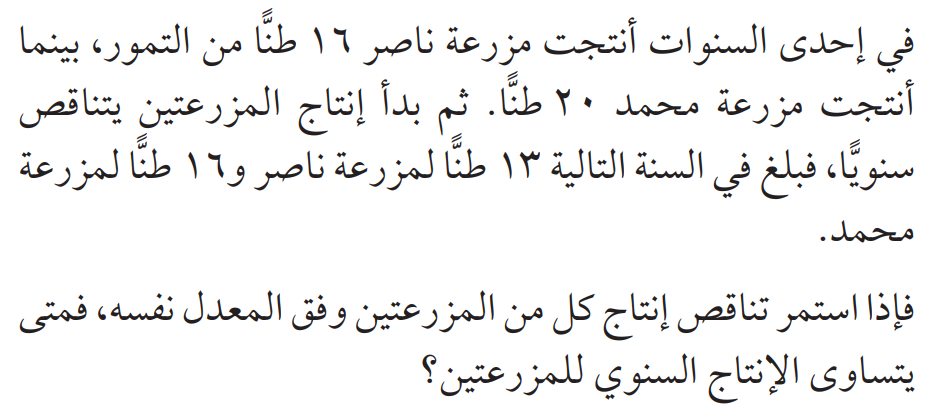 في إحدى السنوات أنتجت مزرعة ناصر ١٦ طنًّا من التمور، بينما
أنتجت مزرعة محمد ٢٠ طنًّا. ثم بدأ إنتاج المزرعتين يتناقص
سنويًّا، فبلغ في السنة التالية ١٣ طنًّا لمزرعة ناصر و١٦ طنًّا لمزرعة
محمد.
فإذا استمر تناقص إنتاج كل من المزرعتين وفق المعدل نفسه، فمتى
يتساوى الإنتاج السنوي للمزرعتين؟